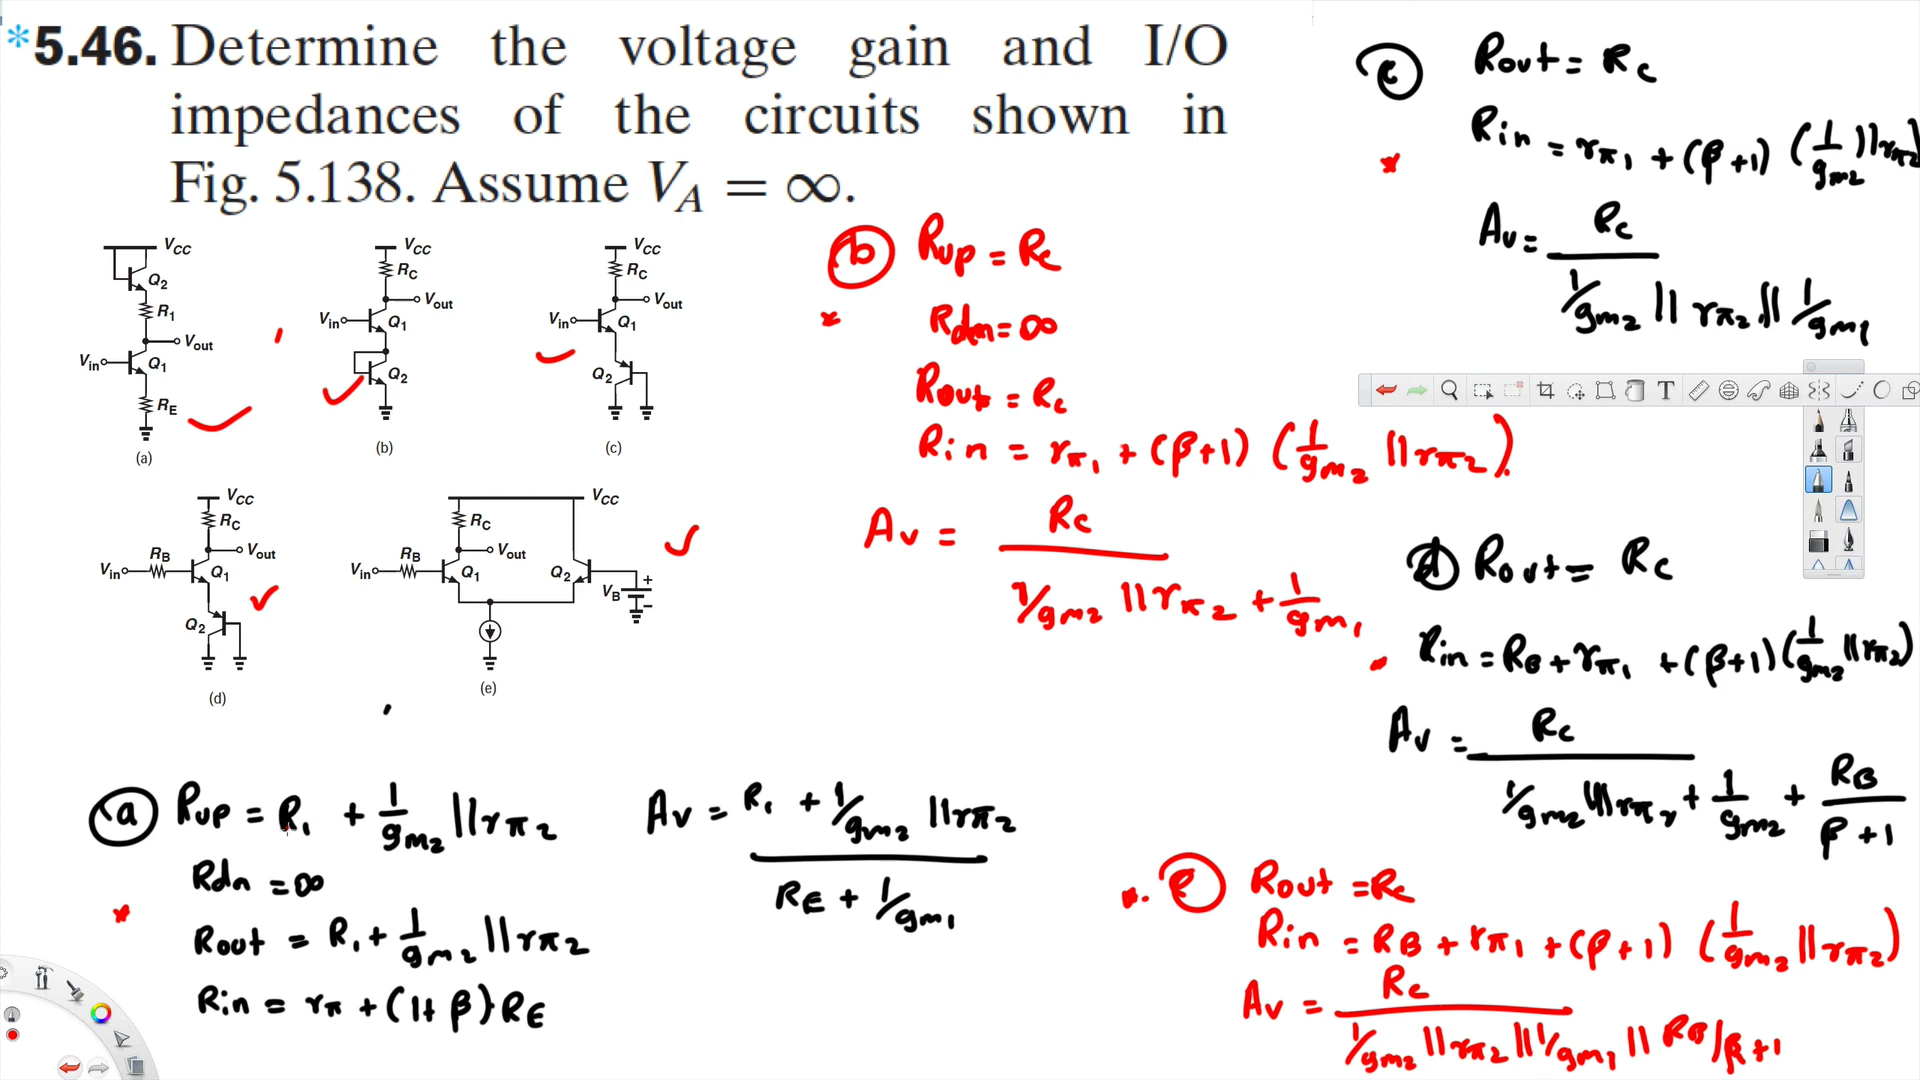 *5.46. Determine the voltage gain and I/O
impedances of the circuits shown in
Fig. 5.138. Assume V_A = ∞.
V_CC
Q2
R1
Vout
Vin
Q1
RE
(a)
V_CC
RC
Vout
Vin
Q1
Q2
(b)
V_CC
RC
Vout
Vin
Q1
Q2
(c)
V_CC
RC
Vout
RB
Vin
Q1
Q2
(d)
V_CC
RC
Vout
RB
Vin
Q1
Q2
VB
+
−
(e)
(a) Rup = R1 + 1/gm2 || rπ2
Rdn = ∞
Rout = R1 + 1/gm2 || rπ2
Rin = rπ + (1+β) RE
Av = (R1 + 1/gm2 || rπ2) / (RE + 1/gm1)
(b) Rup = Rc
Rdn = ∞
Rout = Rc
Rin = rπ1 + (β+1) (1/gm2 || rπ2).
Av = Rc / (1/gm2 || rπ2 + 1/gm1)
(c) Rout = Rc
Rin = rπ1 + (β+1) (1/gm2 || rπ2)
Av = Rc / (1/gm2 || rπ2 || 1/gm1)
(d) Rout = Rc
Rin = RB + rπ1 + (β+1) (1/gm2 || rπ2)
Av = Rc / (1/gm2 || rπ2 + 1/gm2 + RB/(β+1))
(e) Rout = Rc
Rin = RB + rπ1 + (β+1) (1/gm2 || rπ2)
Av = Rc / (1/gm2 || rπ2 || 1/gm1 || RB/β+1)